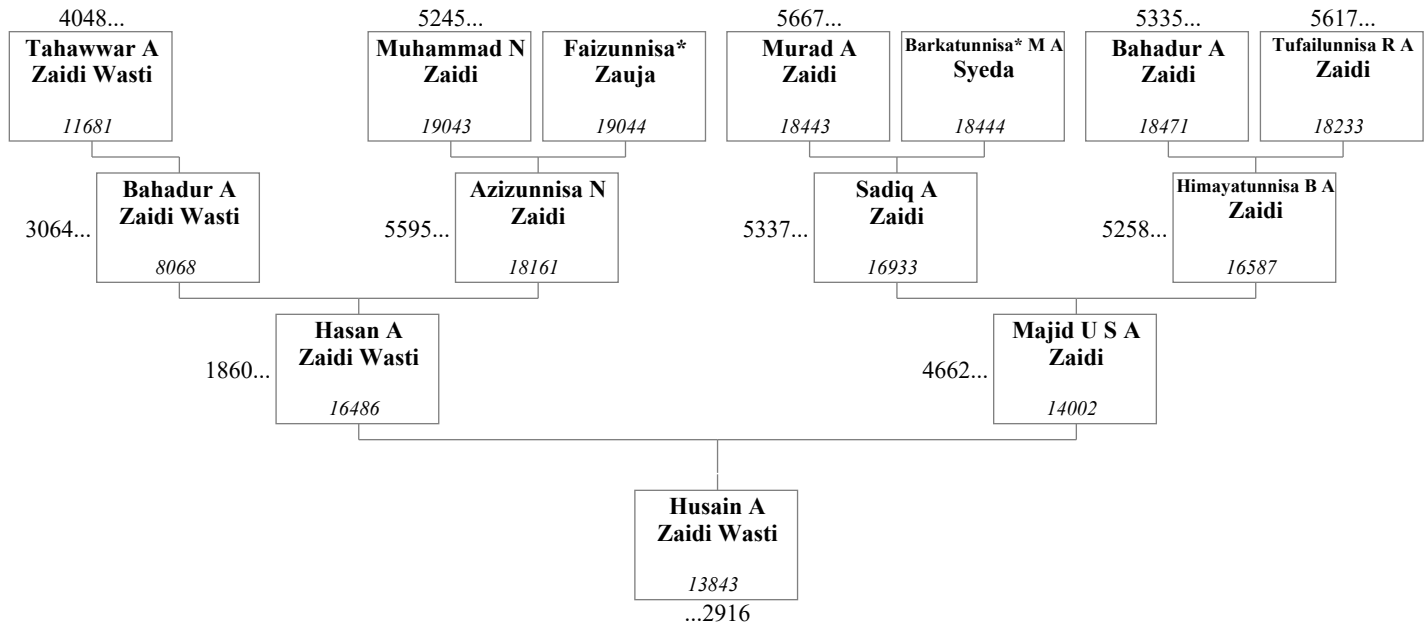 4048...
5245...
5667...
5335...
5617...
Tahawwar A
Zaidi Wasti
11681
Muhammad N
Zaidi
19043
Faizunnisa*
Zauja
19044
Murad A
Zaidi
18443
Barkatunnisa* M A
Syeda
18444
Bahadur A
Zaidi
18471
Tufailunnisa R A
Zaidi
18233
3064...
Bahadur A
Zaidi Wasti
8068
5595...
Azizunnisa N
Zaidi
18161
5337...
Sadiq A
Zaidi
16933
5258...
Himayatunnisa B A
Zaidi
16587
1860...
Hasan A
Zaidi Wasti
16486
4662...
Majid U S A
Zaidi
14002
Husain A
Zaidi Wasti
13843
...2916